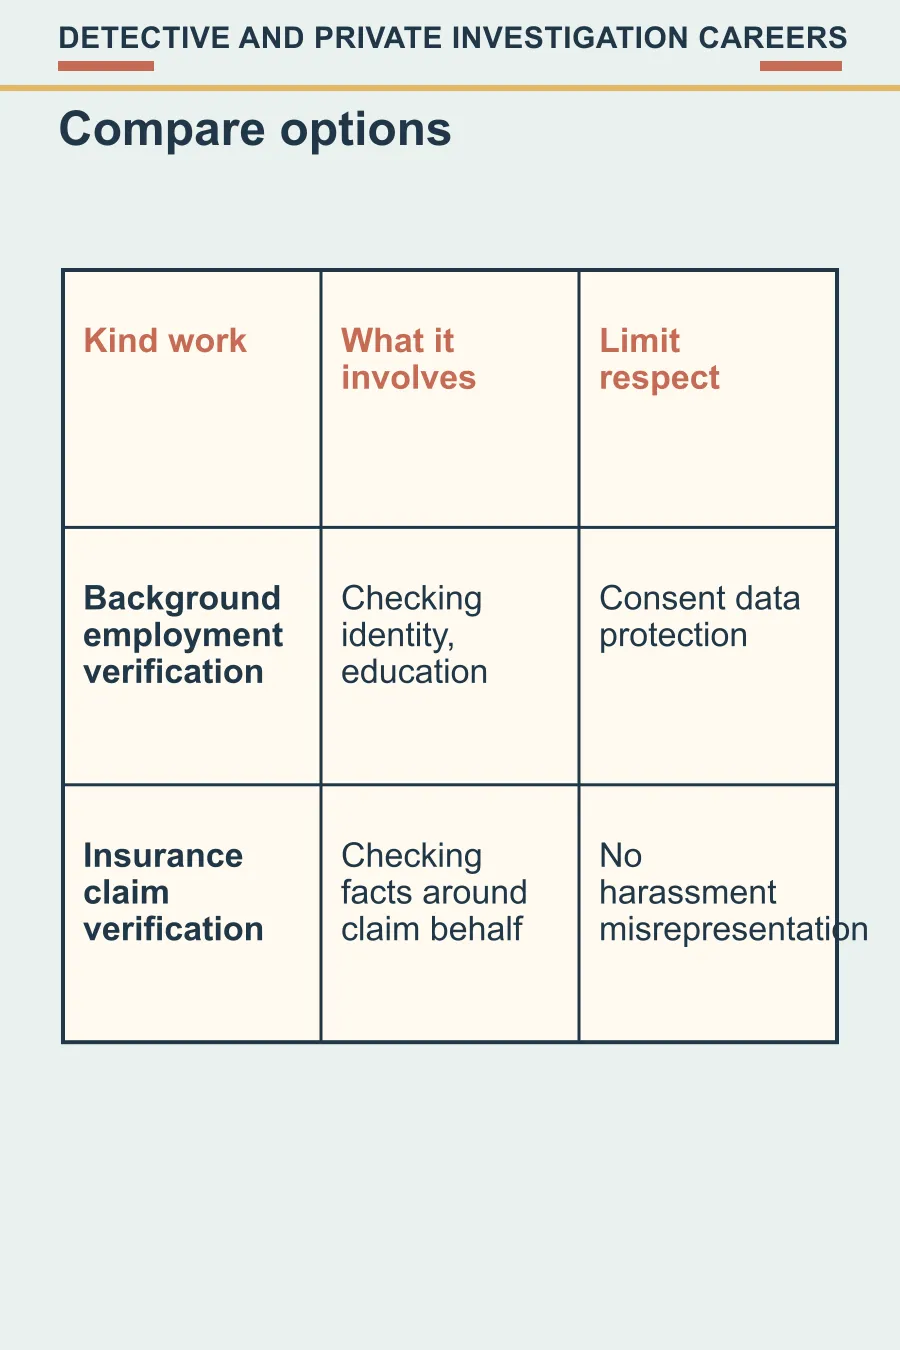 DETECTIVE AND PRIVATE INVESTIGATION CAREERS
Compare options
Kind work
What it
involves
Limit
respect
Background
employment
verification
Checking
identity,
education
Consent data
protection
Insurance
claim
verification
Checking
facts around
claim behalf
No
harassment
misrepresentation